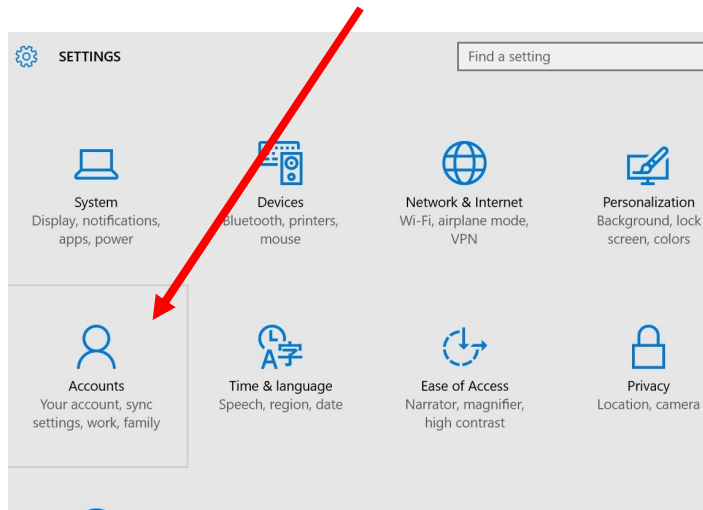 SETTINGS
Find a setting
System
Display, notifications,
apps, power
Devices
Bluetooth, printers,
mouse
Network & Internet
Wi-Fi, airplane mode,
VPN
Personalization
Background, lock
screen, colors
Accounts
Your account, sync
settings, work, family
Time & language
Speech, region, date
Ease of Access
Narrator, magnifier,
high contrast
Privacy
Location, camera